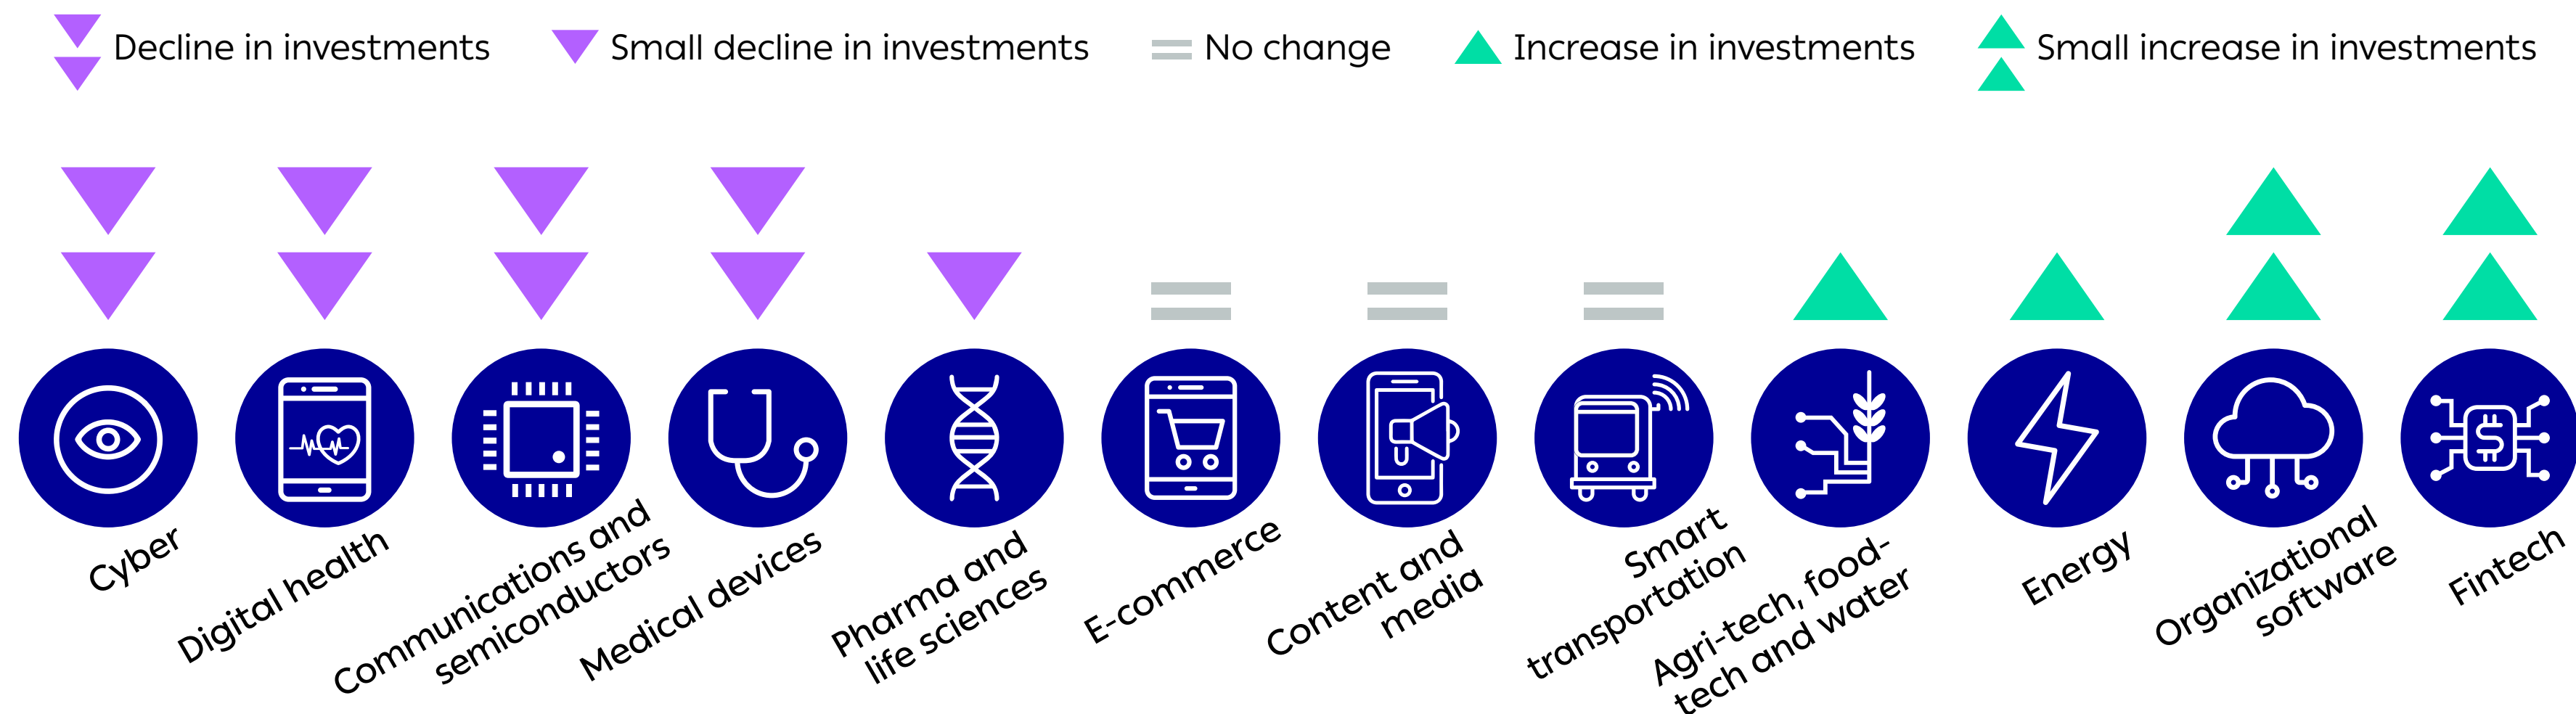 Decline in investments
Small decline in investments
No change
Increase in investments
Small increase in investments
Cyber
Digital health
Communications and
semiconductors
Medical devices
Pharma and
life sciences
E-commerce
Content and
media
Smart
transportation
Agri-tech, food-
tech and water
Energy
Organizational
software
Fintech